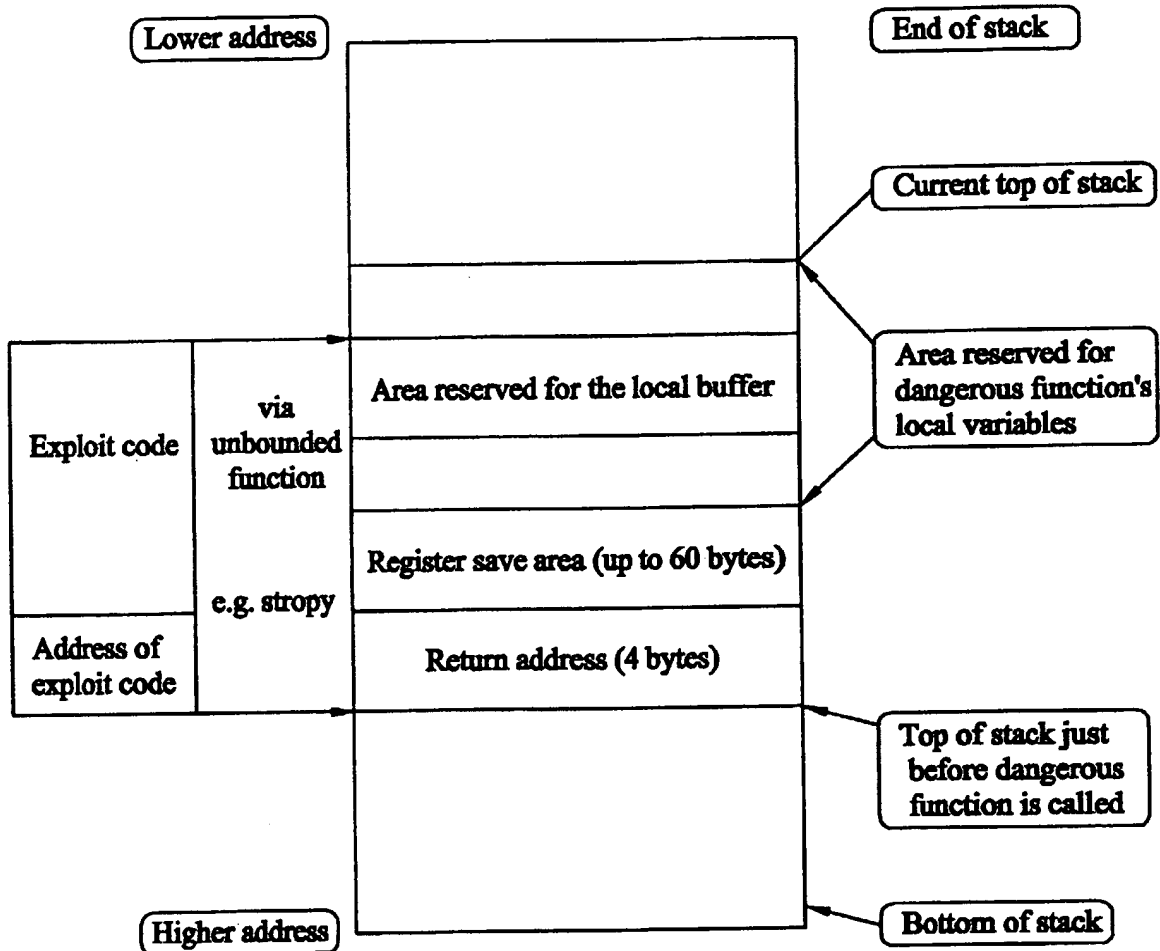 Lower address
End of stack
Current top of stack
Area reserved for
dangerous function's
local variables
Area reserved for the local buffer
Exploit code
via
unbounded
function
e.g. stropy
Register save area (up to 60 bytes)
Address of
exploit code
Return address (4 bytes)
Top of stack just
before dangerous
function is called
Higher address
Bottom of stack